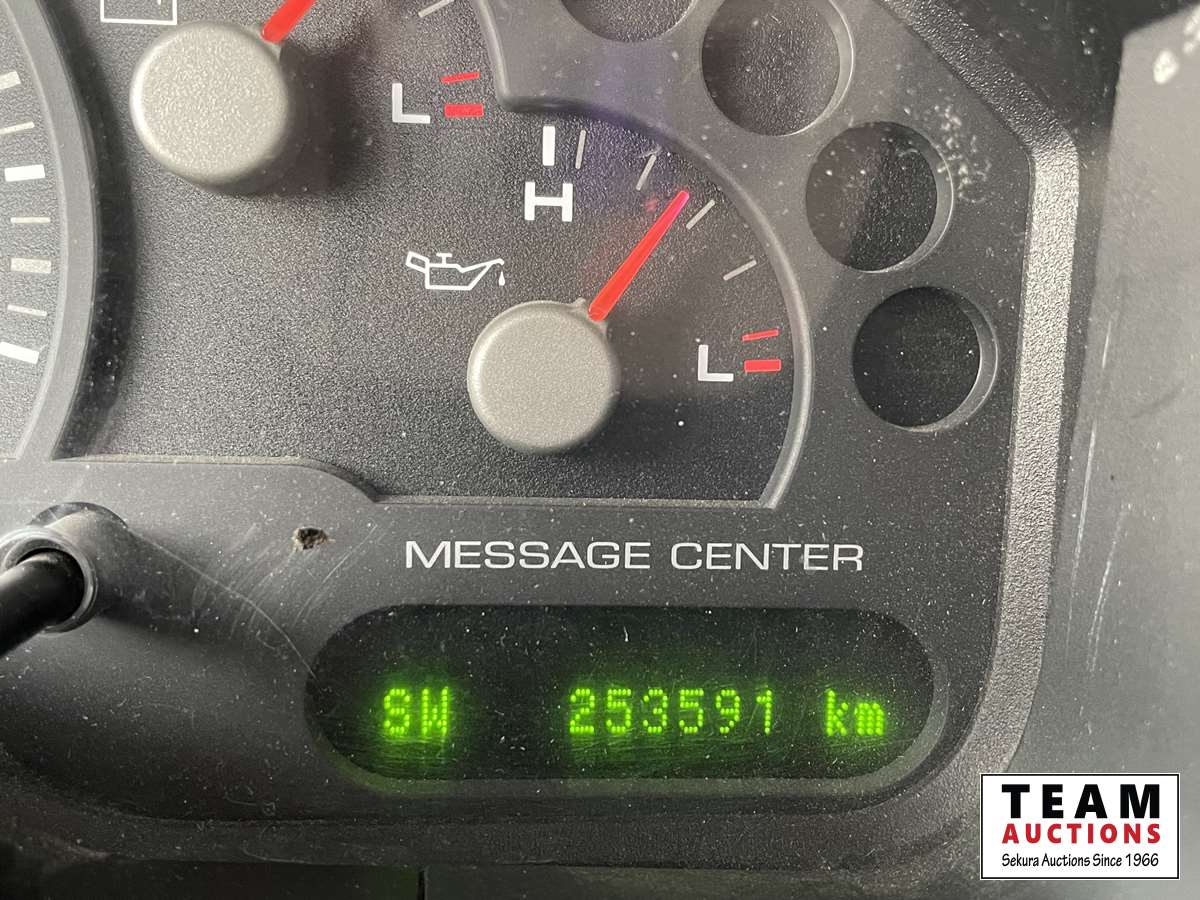 L
H
L
MESSAGE CENTER
SW 253591 km
TEAM
AUCTIONS
Sekura Auctions Since 1966